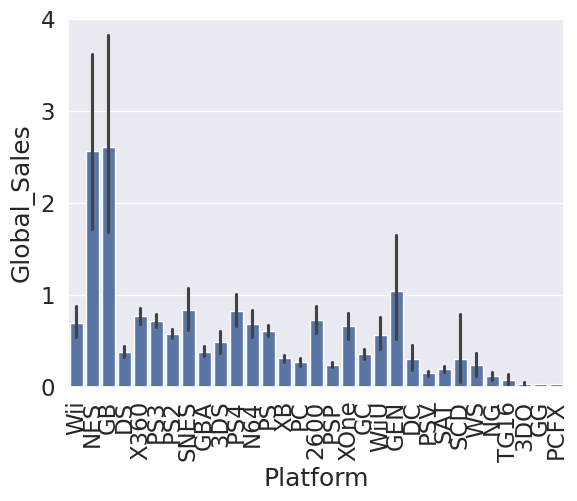 4
3
2
1
0
Global_Sales
Wii
NES
GB
DS
X360
PS3
PS2
SNES
GBA
3DS
PS4
N64
PS
XB
PC
2600
PSP
XOne
GC
WiiU
GEN
DC
PSV
SAT
SCD
WS
NG
TG16
3DO
GG
PCFX
Platform